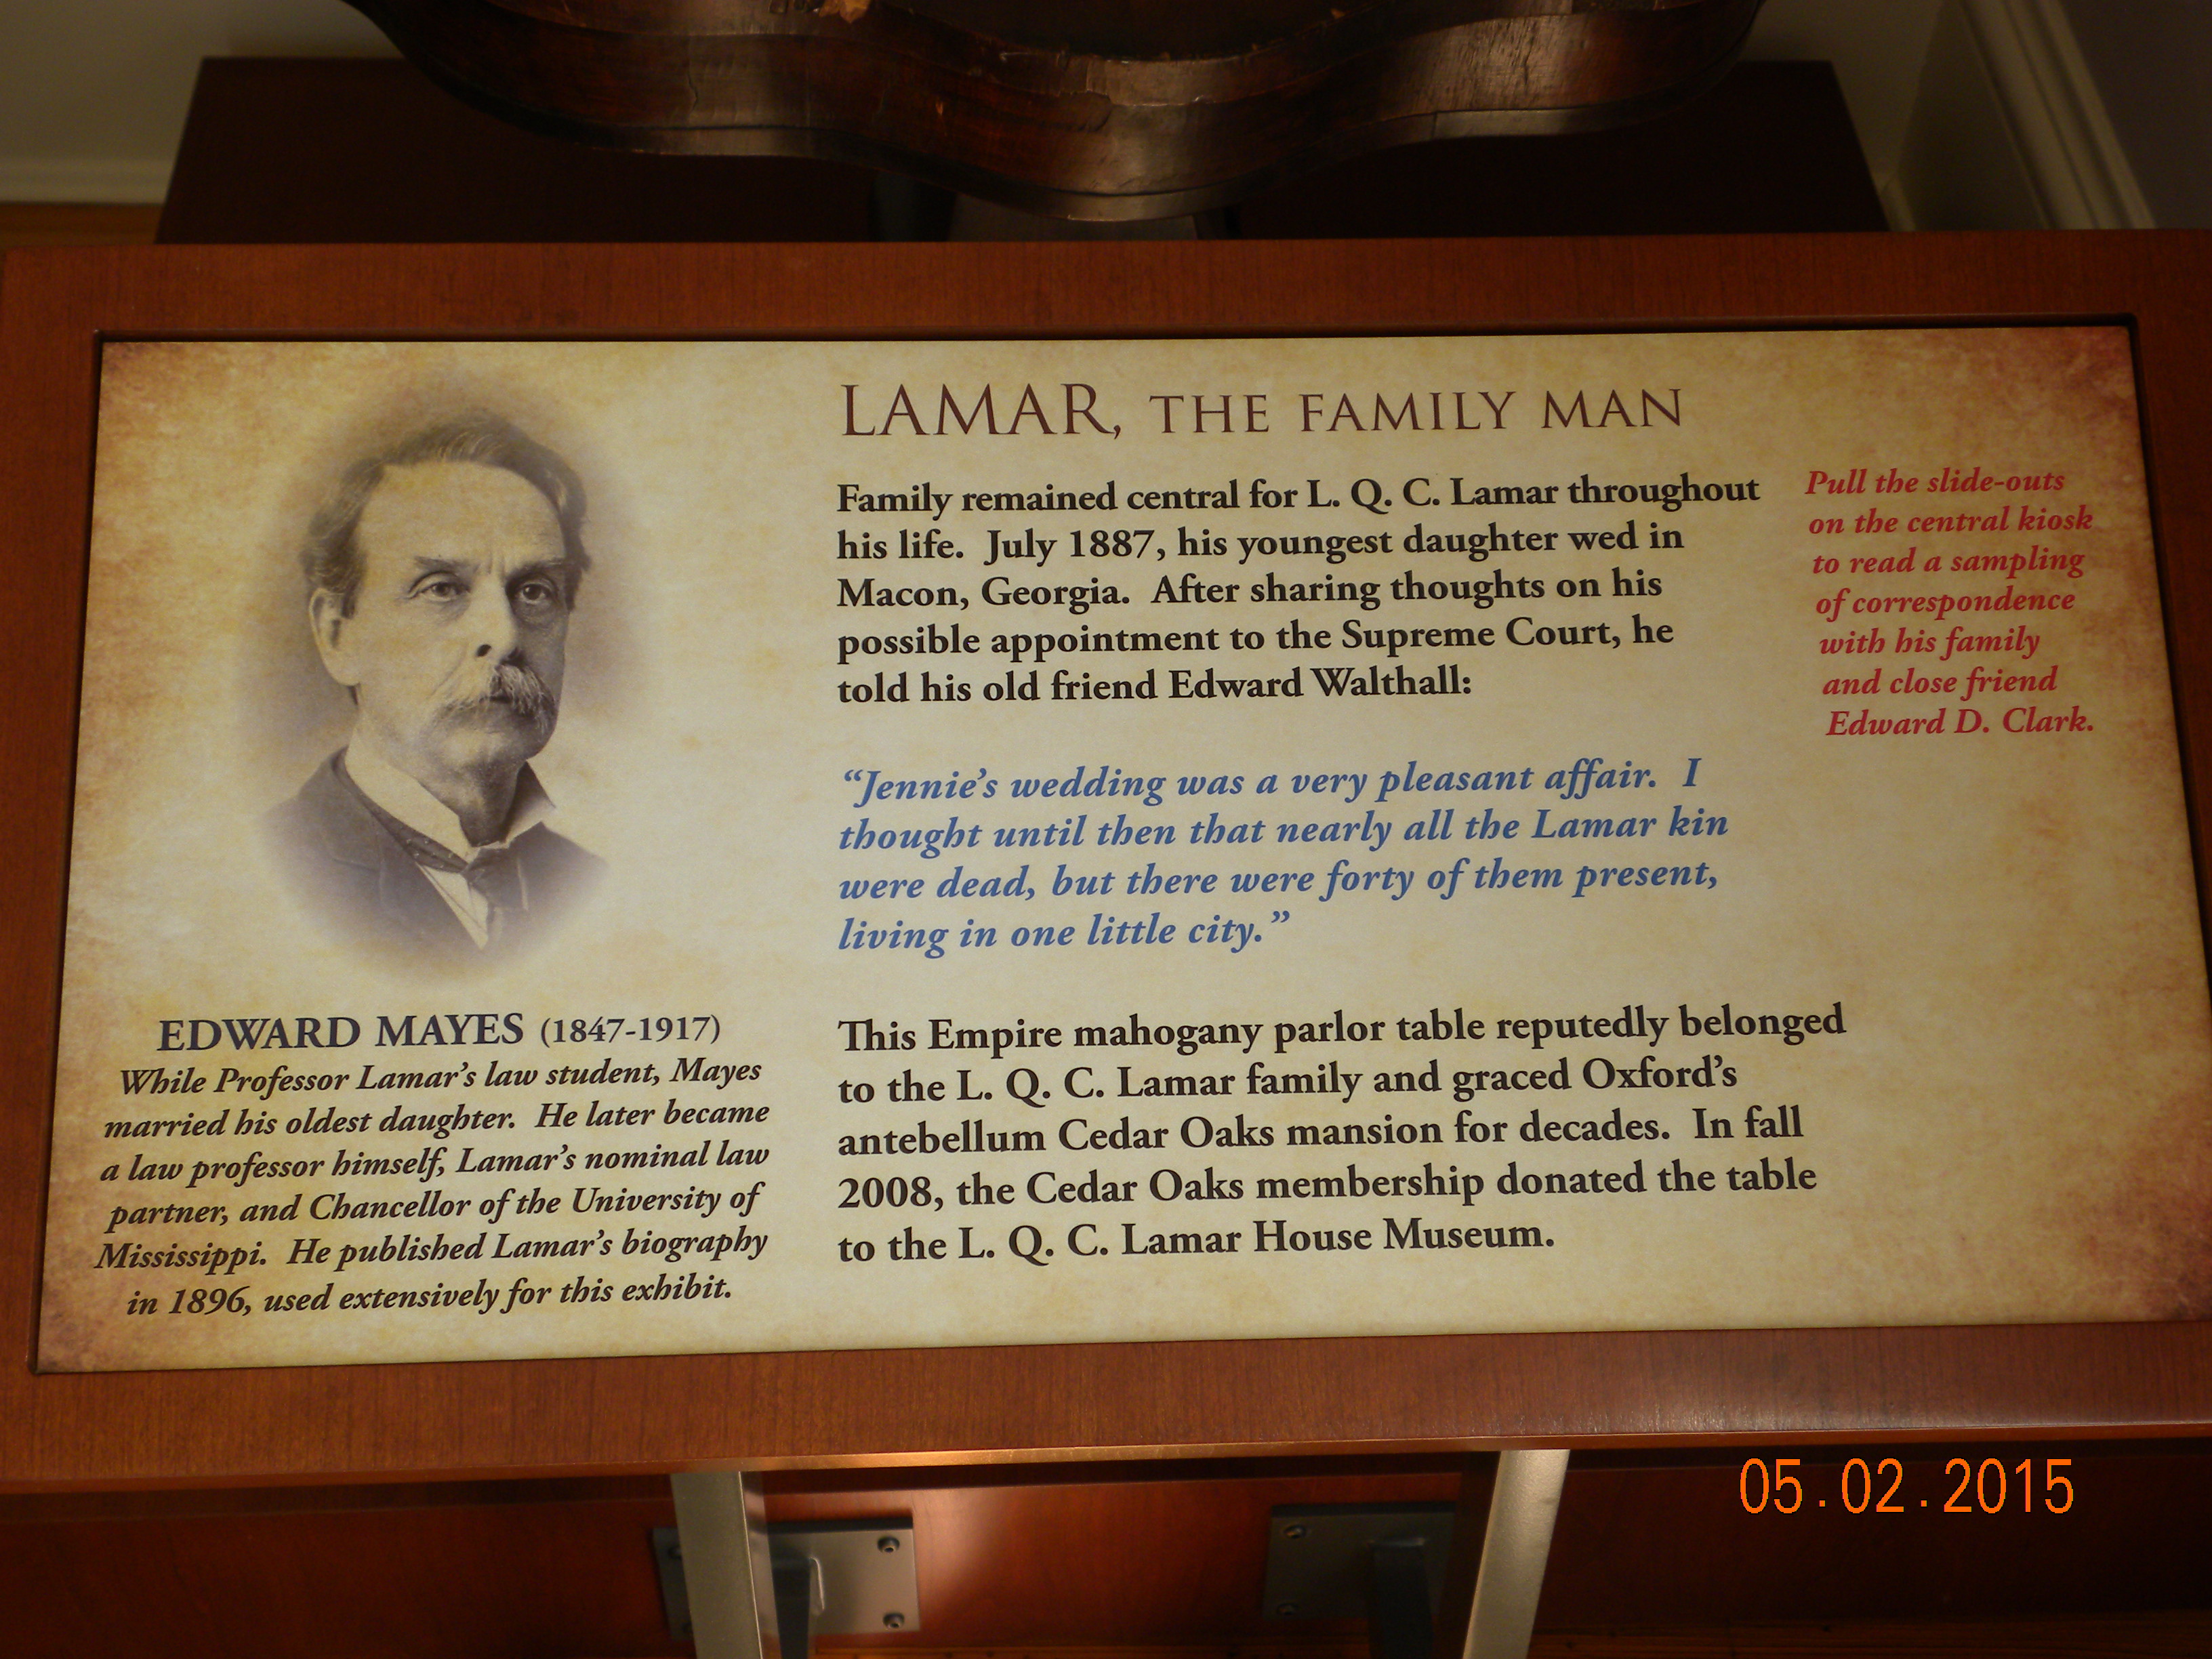 LAMAR, THE FAMILY MAN
Family remained central for L. Q. C. Lamar throughout
his life. July 1887, his youngest daughter wed in
Macon, Georgia. After sharing thoughts on his
possible appointment to the Supreme Court, he
told his old friend Edward Walthall:
“Jennie’s wedding was a very pleasant affair. I
thought until then that nearly all the Lamar kin
were dead, but there were forty of them present,
living in one little city.”
This Empire mahogany parlor table reputedly belonged
to the L. Q. C. Lamar family and graced Oxford’s
antebellum Cedar Oaks mansion for decades. In fall
2008, the Cedar Oaks membership donated the table
to the L. Q. C. Lamar House Museum.
Pull the slide-outs
on the central kiosk
to read a sampling
of correspondence
with his family
and close friend
Edward D. Clark.
EDWARD MAYES (1847-1917)
While Professor Lamar’s law student, Mayes
married his oldest daughter. He later became
a law professor himself, Lamar’s nominal law
partner, and Chancellor of the University of
Mississippi. He published Lamar’s biography
in 1896, used extensively for this exhibit.
05.02.2015